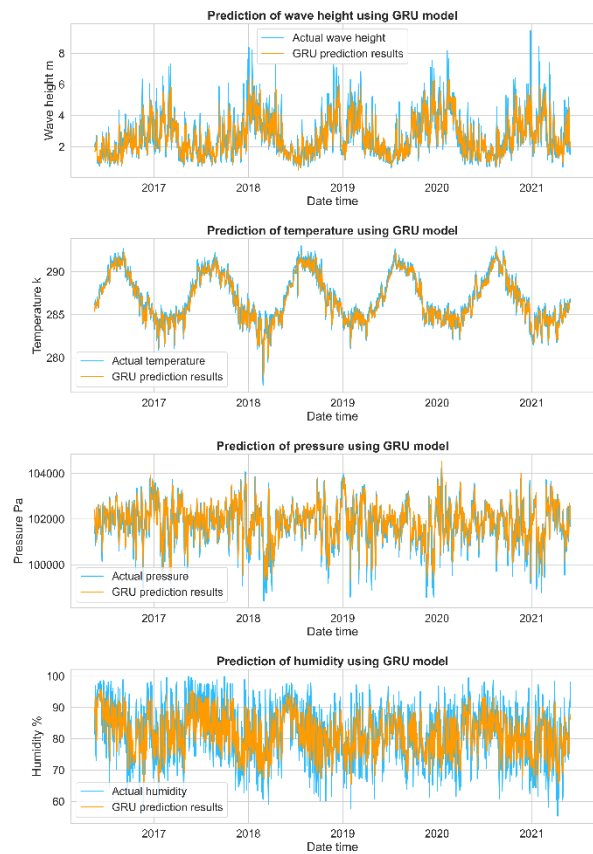 Prediction of wave height using GRU model
Wave height m
8
6
4
2
Actual wave height
GRU prediction results
2017 2018 2019 2020 2021
Date time
Prediction of temperature using GRU model
Temperature k
290
285
280
Actual temperature
GRU prediction results
2017 2018 2019 2020 2021
Date time
Prediction of pressure using GRU model
Pressure Pa
104000
102000
100000
Actual pressure
GRU prediction results
2017 2018 2019 2020 2021
Date time
Prediction of humidity using GRU model
Humidity %
100
90
80
70
60
Actual humidity
GRU prediction results
2017 2018 2019 2020 2021
Date time